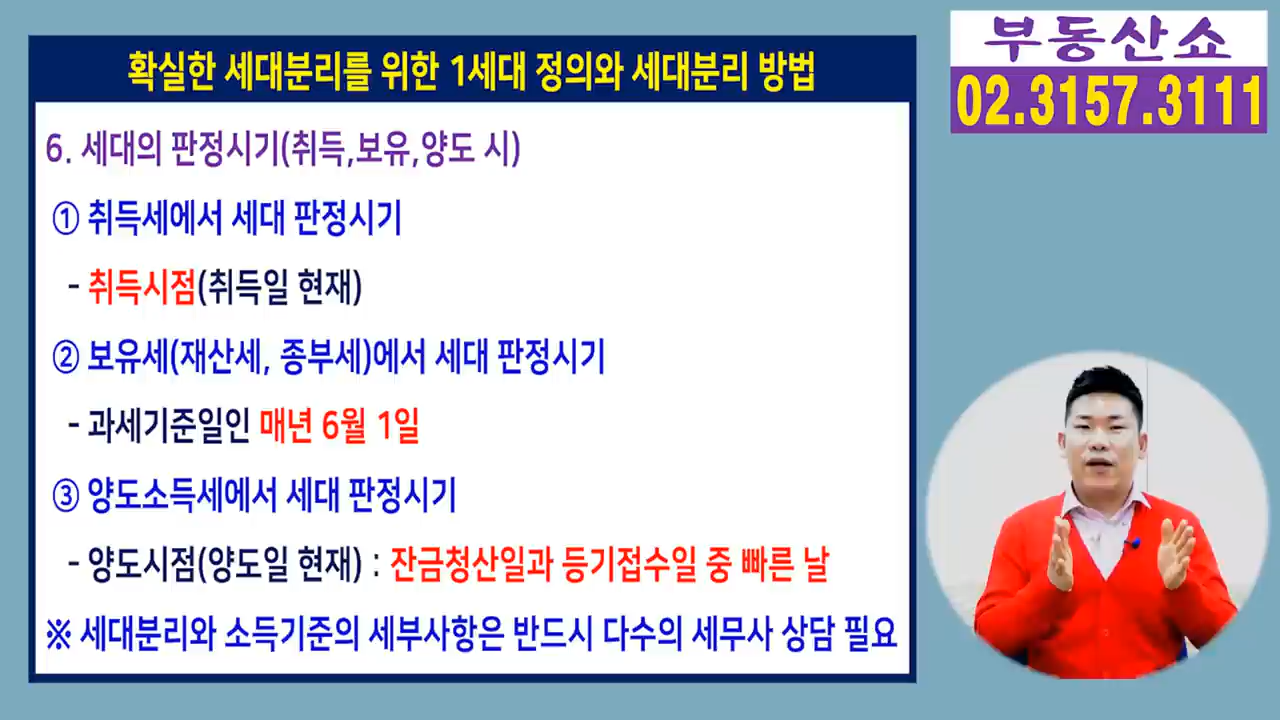 확실한 세대분리를 위한 1세대 정의와 세대분리 방법
부동산쇼
02.3157.3111
6. 세대의 판정시기(취득,보유,양도 시)
① 취득세에서 세대 판정시기
- 취득시점(취득일 현재)
② 보유세(재산세, 종부세)에서 세대 판정시기
- 과세기준일인 매년 6월 1일
③ 양도소득세에서 세대 판정시기
- 양도시점(양도일 현재) : 잔금청산일과 등기접수일 중 빠른 날
※ 세대분리와 소득기준의 세부사항은 반드시 다수의 세무사 상담 필요